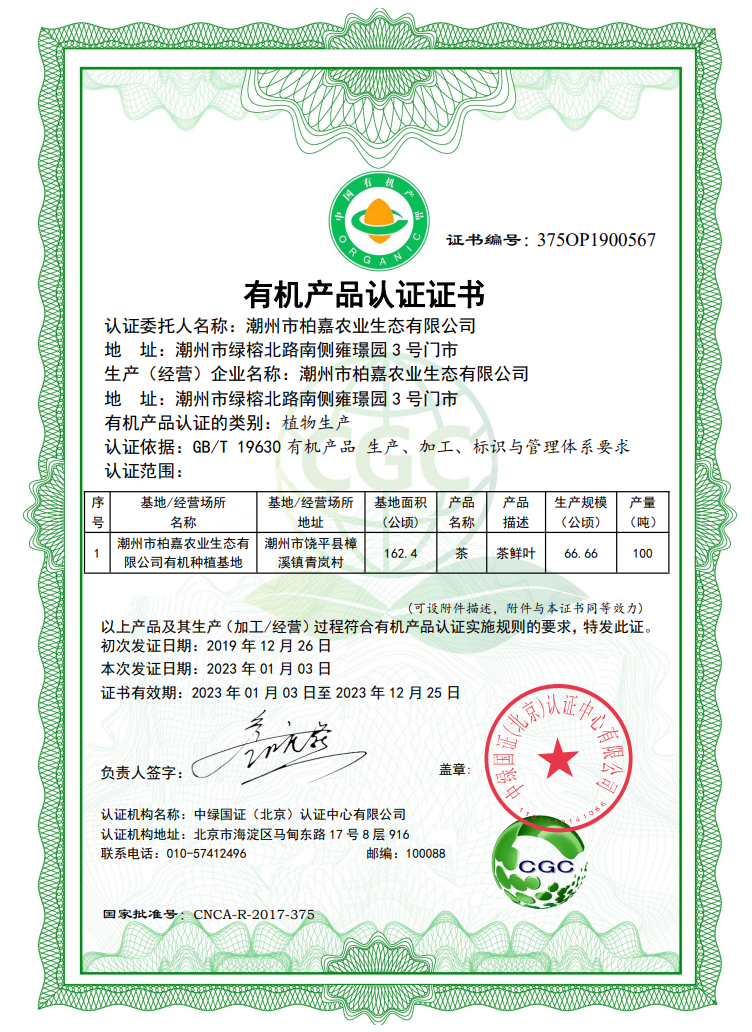 中国有机产品
ORGANIC
证书编号：375OP1900567
有机产品认证证书
认证委托人名称：潮州市柏嘉农业生态有限公司
地 址：潮州市绿榕北路南侧雍璟园3号门市
生产（经营）企业名称：潮州市柏嘉农业生态有限公司
地 址：潮州市绿榕北路南侧雍璟园3号门市
有机产品认证的类别：植物生产
认证依据：GB/T 19630 有机产品 生产、加工、标识与管理体系要求
认证范围：
CGC
序号 基地/经营场所名称 基地/经营场所地址 基地面积（公顷） 产品名称 产品描述 生产规模（公顷） 产量（吨）
1 潮州市柏嘉农业生态有限公司有机种植基地 潮州市饶平县樟溪镇青岚村 162.4 茶 茶鲜叶 66.66 100
（可设附件描述，附件与本证书同等效力）
以上产品及其生产（加工/经营）过程符合有机产品认证实施规则的要求，特发此证。
初次发证日期：2019年12月26日
本次发证日期：2023年01月03日
证书有效期：2023年01月03日至2023年12月25日
负责人签字：
盖章：
中绿国证(北京)认证中心有限公司
认证机构名称：中绿国证（北京）认证中心有限公司
认证机构地址：北京市海淀区马甸东路17号8层916
联系电话：010-57412496 邮编：100088
CGC
国家批准号：CNCA-R-2017-375